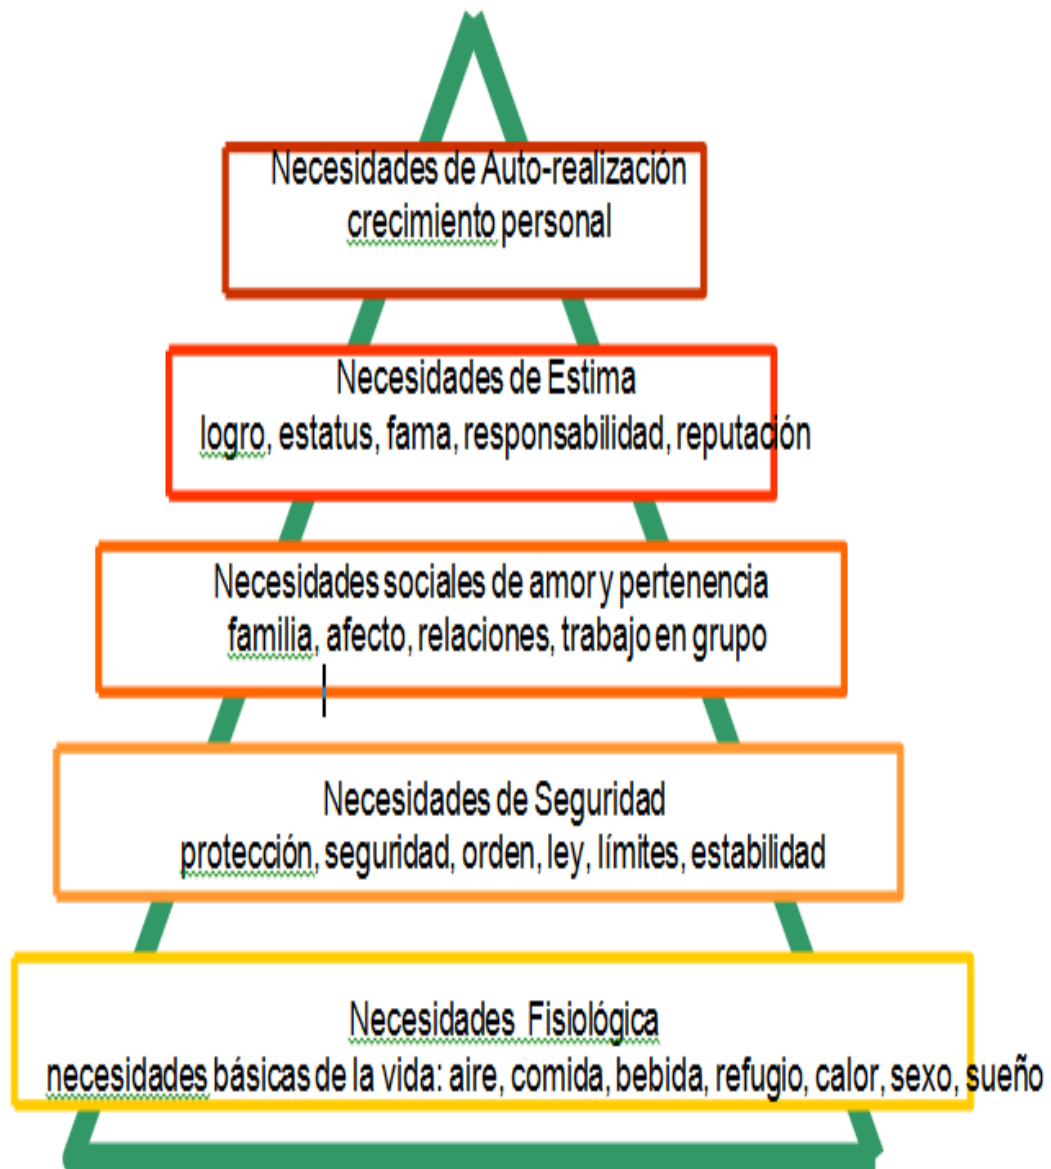 Necesidades de Auto-realización
crecimiento personal
Necesidades de Estima
logro, estatus, fama, responsabilidad, reputación
Necesidades sociales de amor y pertenencia
familia, afecto, relaciones, trabajo en grupo
Necesidades de Seguridad
protección, seguridad, orden, ley, límites, estabilidad
Necesidades Fisiológica
necesidades básicas de la vida: aire, comida, bebida, refugio, calor, sexo, sueño